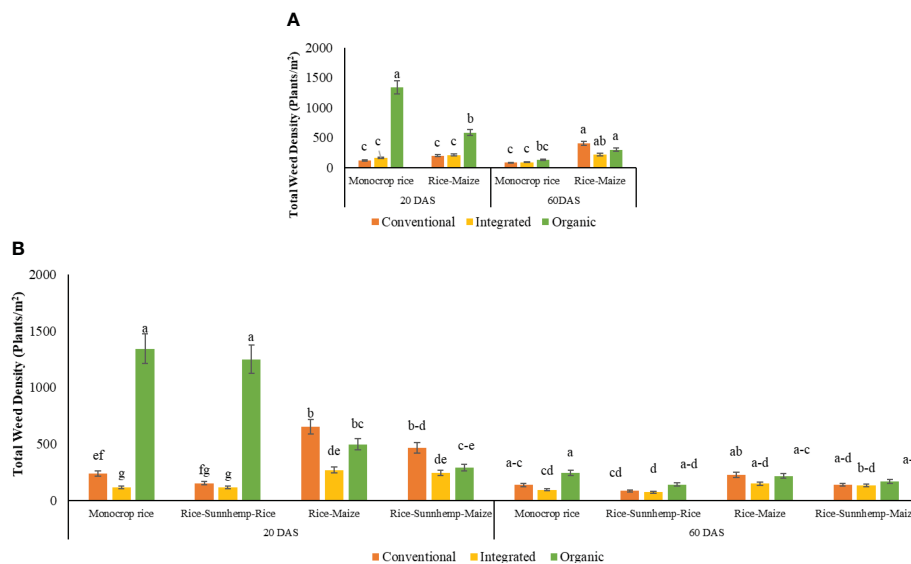 A
Total Weed Density (Plants/m²)
2000
1500
1000
500
0
c c a
c c b
c c bc
a ab a
Monocrop rice Rice-Maize Monocrop rice Rice-Maize
20 DAS 60DAS
Conventional Integrated Organic
B
Total Weed Density (Plants/m²)
2000
1500
1000
500
0
ef g a
fg g a
b de bc
b-d de c-e
a-c cd a
cd d a-d
ab a-d a-c
a-d b-d
Monocrop rice Rice-Sunnhemp-Rice Rice-Maize Rice-Sunnhemp-Maize Monocrop rice Rice-Sunnhemp-Rice Rice-Maize Rice-Sunnhemp-Maize
20 DAS 60 DAS
Conventional Integrated Organic